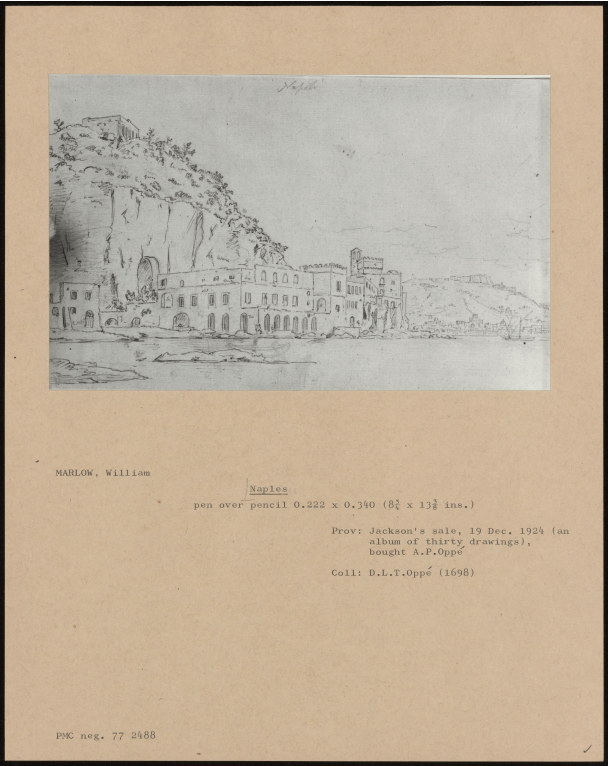 Napoli
MARLOW, William
Naples
pen over pencil 0.222 x 0.340 (8¾ x 13⅜ ins.)
Prov: Jackson's sale, 19 Dec. 1924 (an
album of thirty drawings),
bought A.P.Oppé
Coll: D.L.T.Oppé (1698)
PMC neg. 77 2488